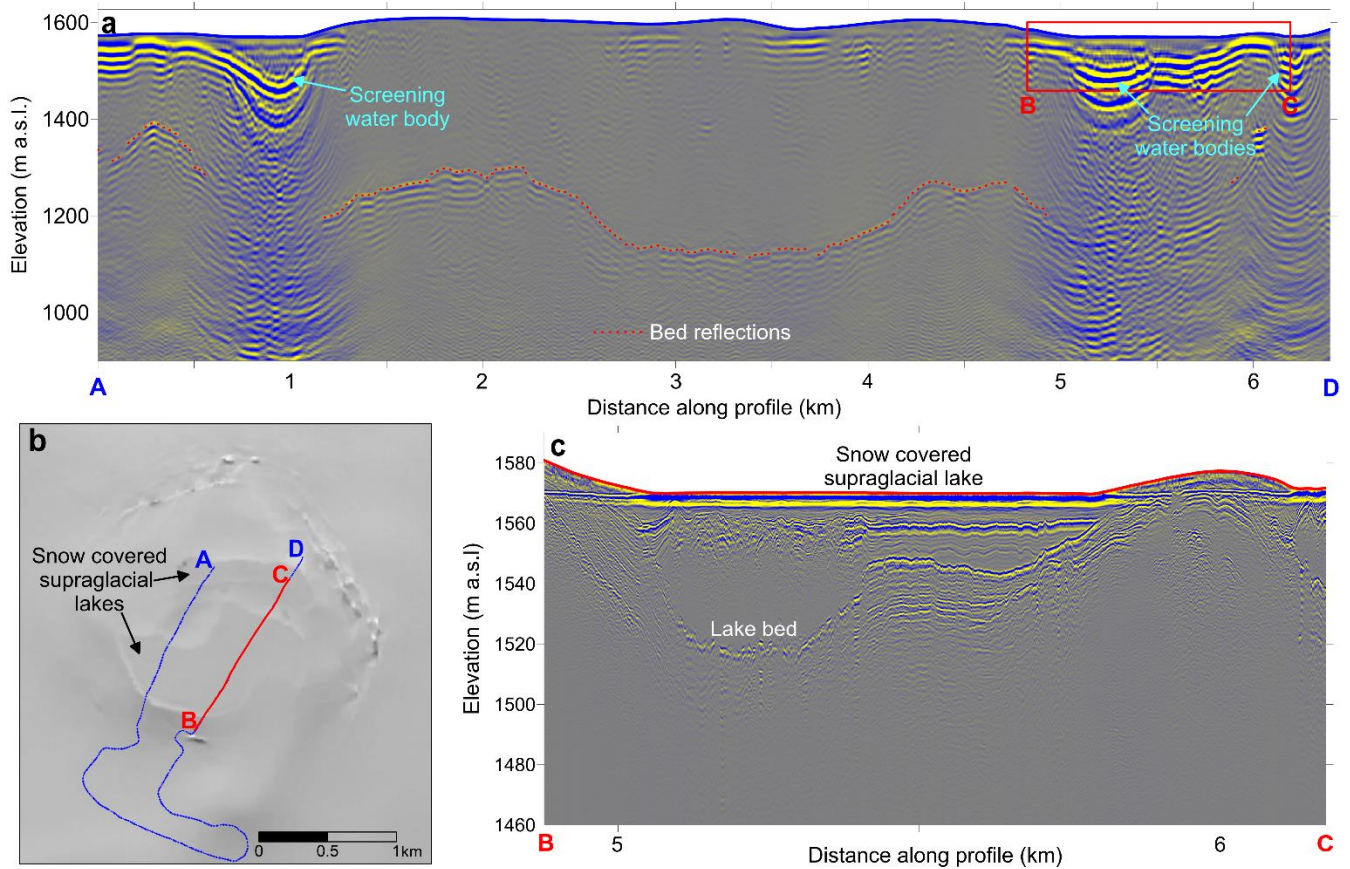 a
1600
1400
1200
1000
Elevation (m a.s.l.)
Screening
water body
B
C
Screening
water bodies
Bed reflections
A
1
2
3
4
5
6
D
Distance along profile (km)
b
Snow covered
supraglacial
lakes
A
D
C
B
0
0.5
1km
c
Snow covered
supraglacial lake
1580
1560
1540
1520
1500
1480
1460
Elevation (m a.s.l)
Lake bed
B
5
6
C
Distance along profile (km)